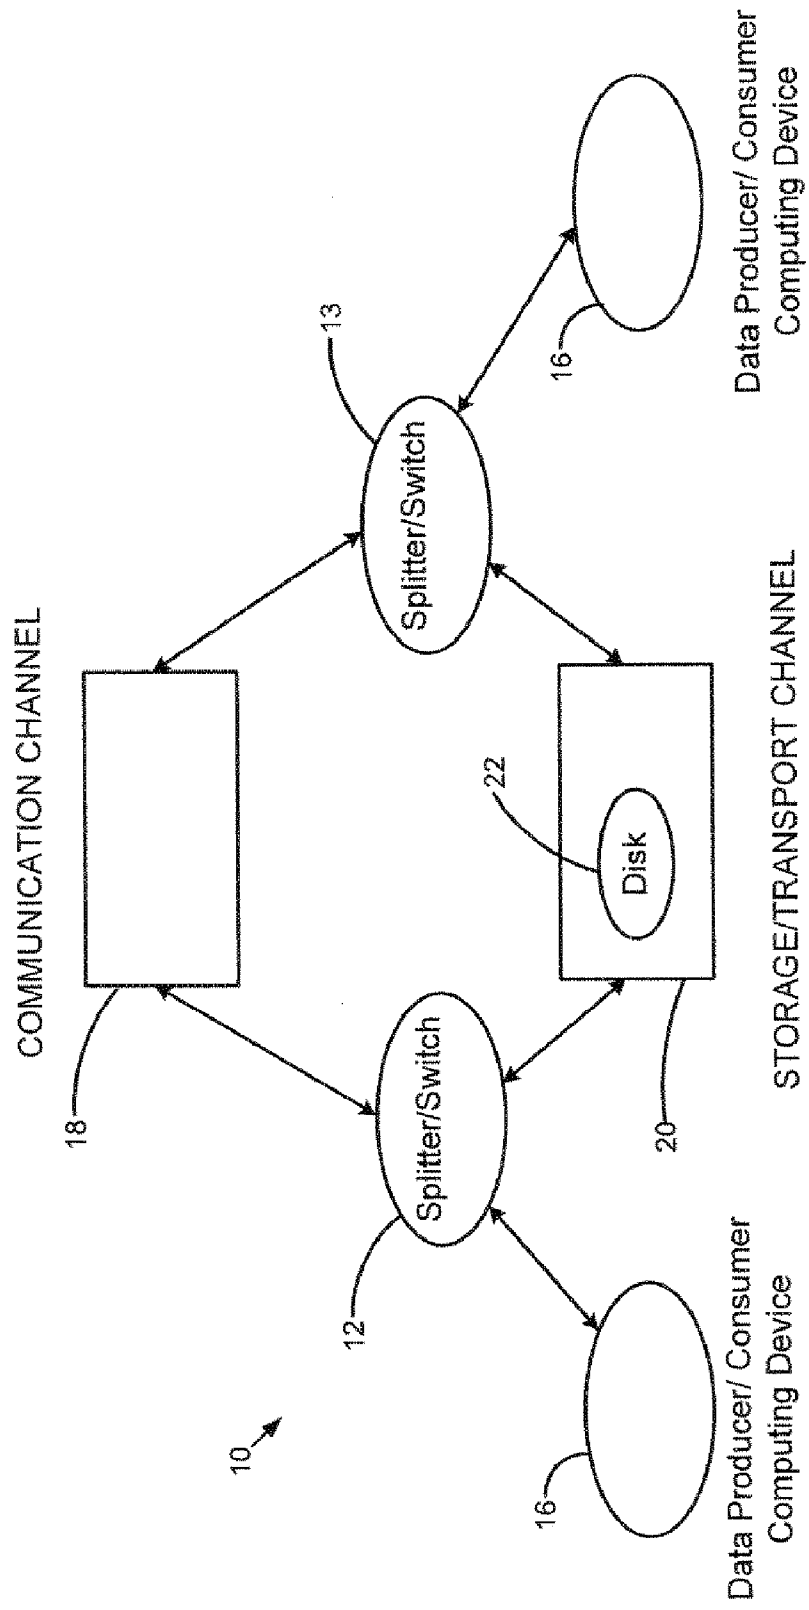 COMMUNICATION CHANNEL
18
13
Splitter/Switch
12
Splitter/Switch
10
22
Disk
16
16
20
Data Producer/ Consumer
Computing Device
STORAGE/TRANSPORT CHANNEL
Data Producer/ Consumer
Computing Device